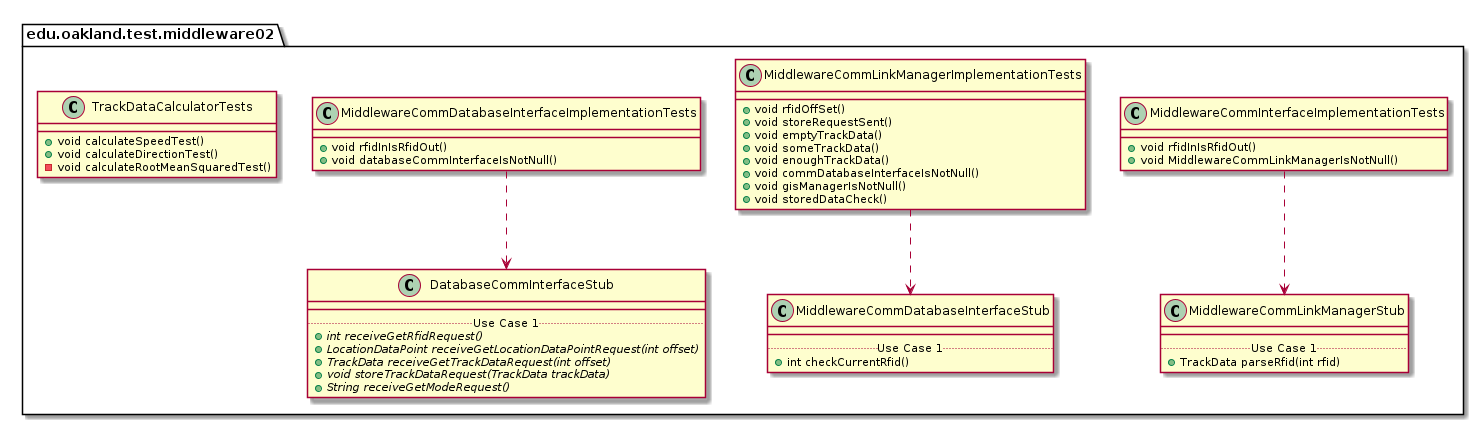 edu.oakland.test.middleware02
C TrackDataCalculatorTests
void calculateSpeedTest()
void calculateDirectionTest()
void calculateRootMeanSquaredTest()
C MiddlewareCommDatabaseInterfaceImplementationTests
void rfidInIsRfidOut()
void databaseCommInterfaceIsNotNull()
C MiddlewareCommLinkManagerImplementationTests
void rfidOffSet()
void storeRequestSent()
void emptyTrackData()
void someTrackData()
void enoughTrackData()
void commDatabaseInterfaceIsNotNull()
void gisManagerIsNotNull()
void storedDataCheck()
C MiddlewareCommInterfaceImplementationTests
void rfidInIsRfidOut()
void MiddlewareCommLinkManagerIsNotNull()
C DatabaseCommInterfaceStub
Use Case 1
int receiveGetRfidRequest()
LocationDataPoint receiveGetLocationDataPointRequest(int offset)
TrackData receiveGetTrackDataRequest(int offset)
void storeTrackDataRequest(TrackData trackData)
String receiveGetModeRequest()
C MiddlewareCommDatabaseInterfaceStub
Use Case 1
int checkCurrentRfid()
C MiddlewareCommLinkManagerStub
Use Case 1
TrackData parseRfid(int rfid)